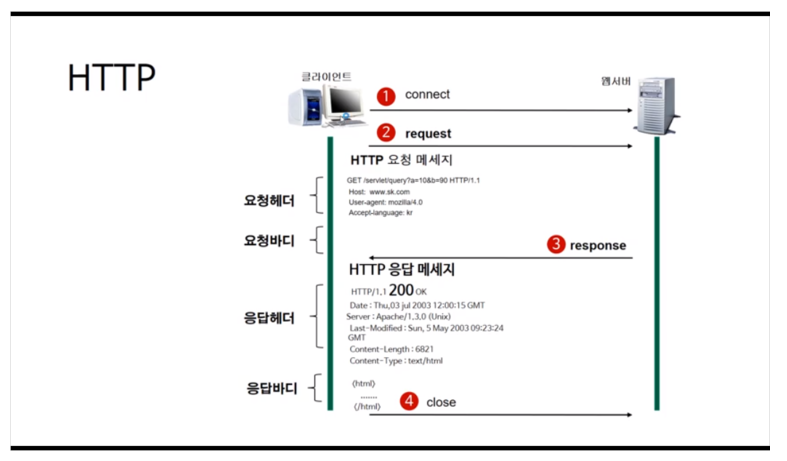 HTTP
클라이언트
웹서버
1 connect
2 request
HTTP 요청 메세지
GET /servlet/query?a=10&b=90 HTTP/1.1
Host: www.sk.com
User-agent: mozilla/4.0
Accept-language: kr
요청헤더
요청바디
3 response
HTTP 응답 메세지
HTTP/1.1 200 OK
Date : Thu,03 jul 2003 12:00:15 GMT
Server : Apache/1,3,0 (Unix)
Last-Modified : Sun, 5 May 2003 09:23:24
GMT
Content-Length : 6821
Content-Type : text/html
응답헤더
응답바디
〈html〉
.......
〈/html〉
4 close